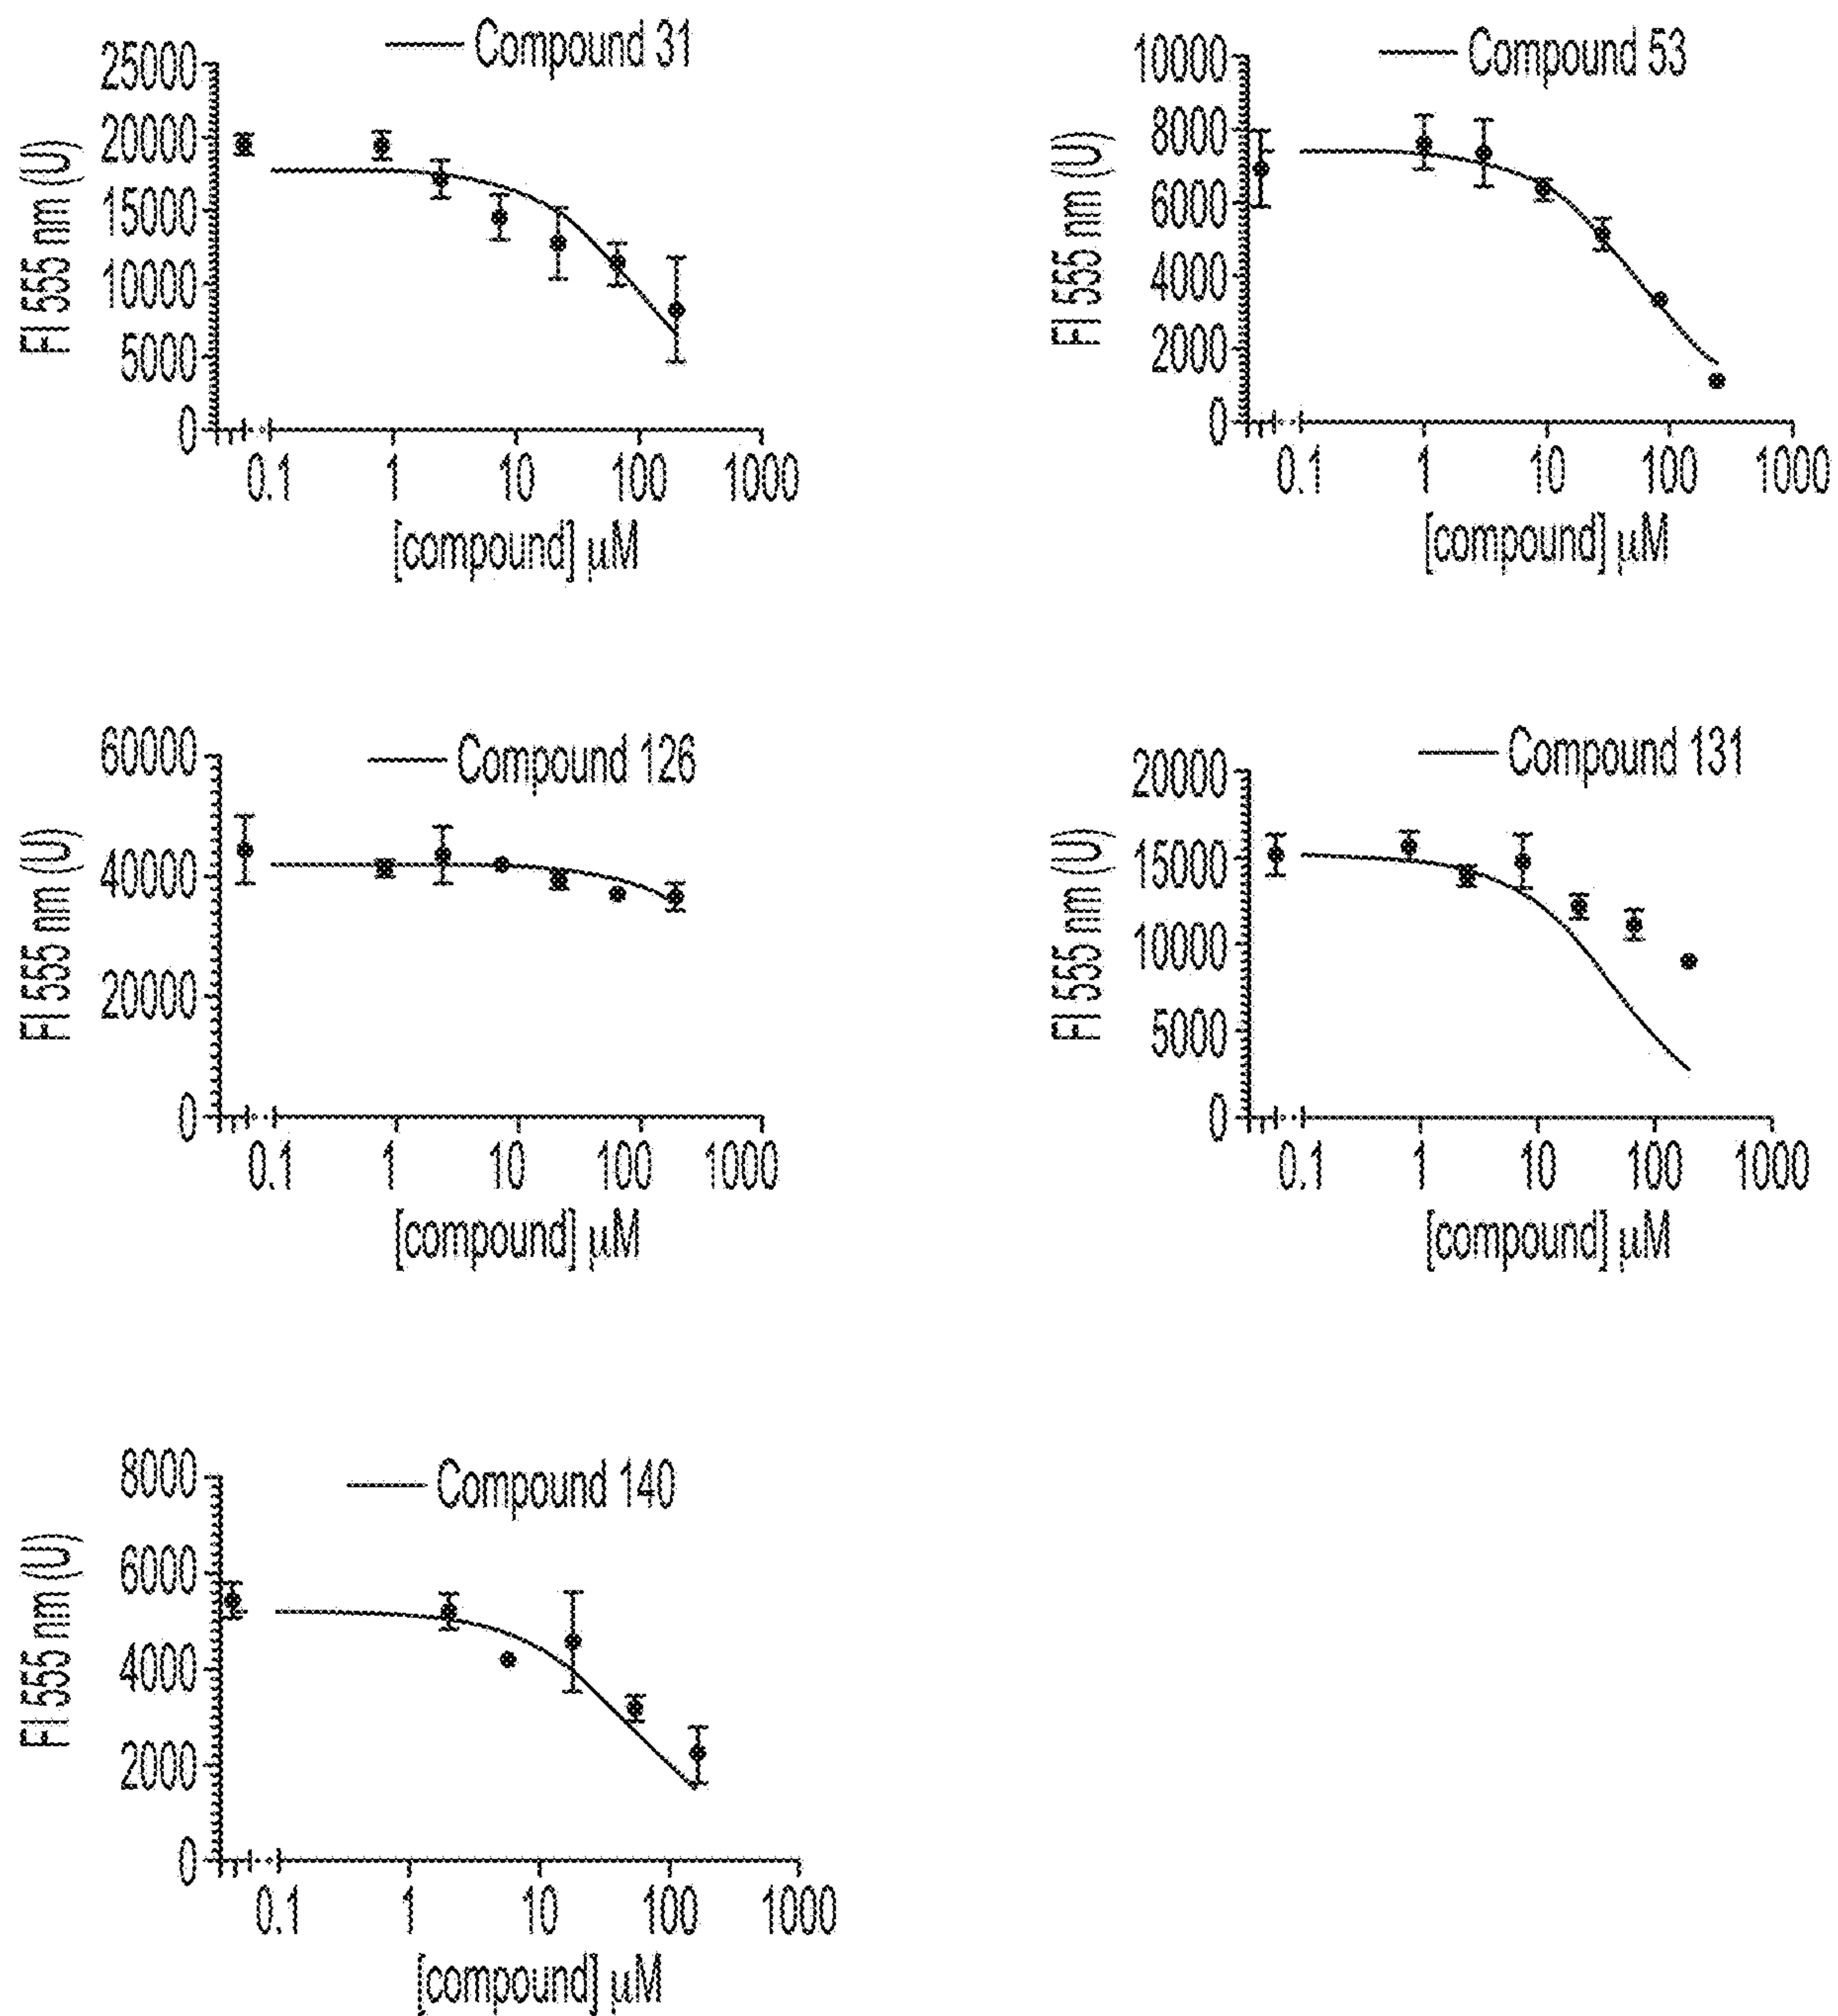 Compound 31
25000
20000
15000
10000
5000
0
FI 555 nm (U)
0.1 1 10 100 1000
[compound] µM
Compound 53
10000
8000
6000
4000
2000
0
FI 555 nm (U)
0.1 1 10 100 1000
[compound] µM
Compound 126
60000
40000
20000
0
FI 555 nm (U)
0.1 1 10 100 1000
[compound] µM
Compound 131
20000
15000
10000
5000
0
FI 555 nm (U)
0.1 1 10 100 1000
[compound] µM
Compound 140
8000
6000
4000
2000
0
FI 555 nm (U)
0.1 1 10 100 1000
[compound] µM